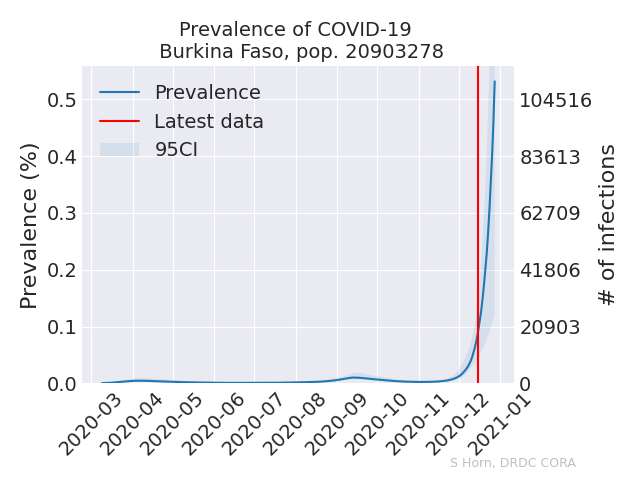 Prevalence of COVID-19
Burkina Faso, pop. 20903278
Prevalence
Latest data
95CI
Prevalence (%)
0.5
0.4
0.3
0.2
0.1
0.0
104516
83613
62709
41806
20903
0
# of infections
2020-03
2020-04
2020-05
2020-06
2020-07
2020-08
2020-09
2020-10
2020-11
2020-12
2021-01
S Horn, DRDC CORA